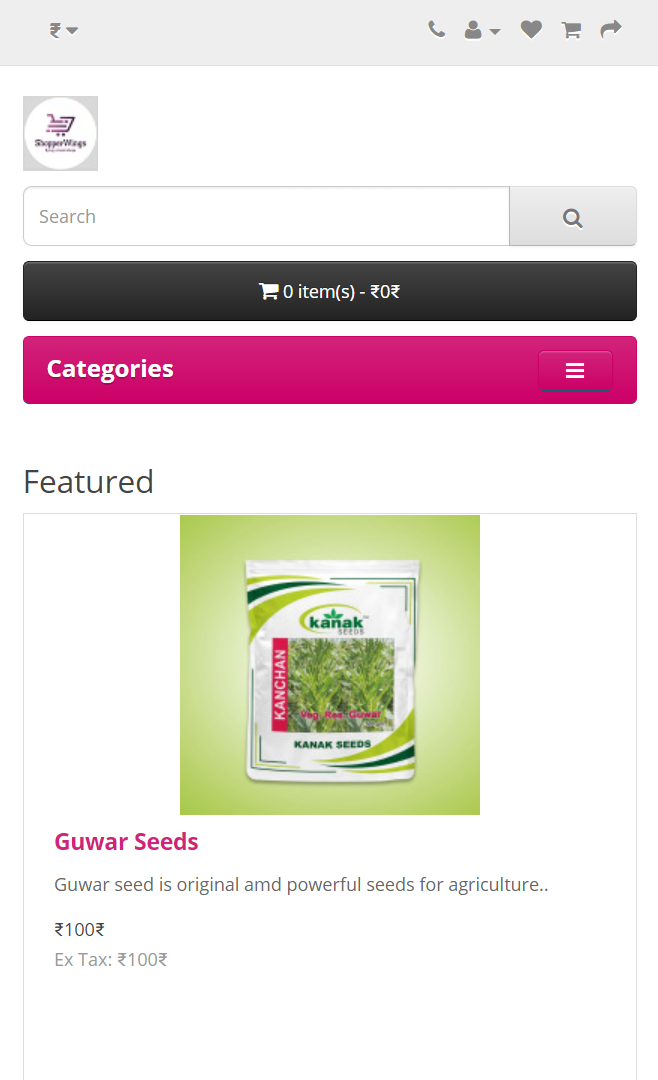 ₹
ShopperWings
Search
0 item(s) - ₹0₹
Categories
Featured
kanak
SEEDS
KANCHAN
Veg. Res. Guwar
KANAK SEEDS
Guwar Seeds
Guwar seed is original amd powerful seeds for agriculture..
₹100₹
Ex Tax: ₹100₹